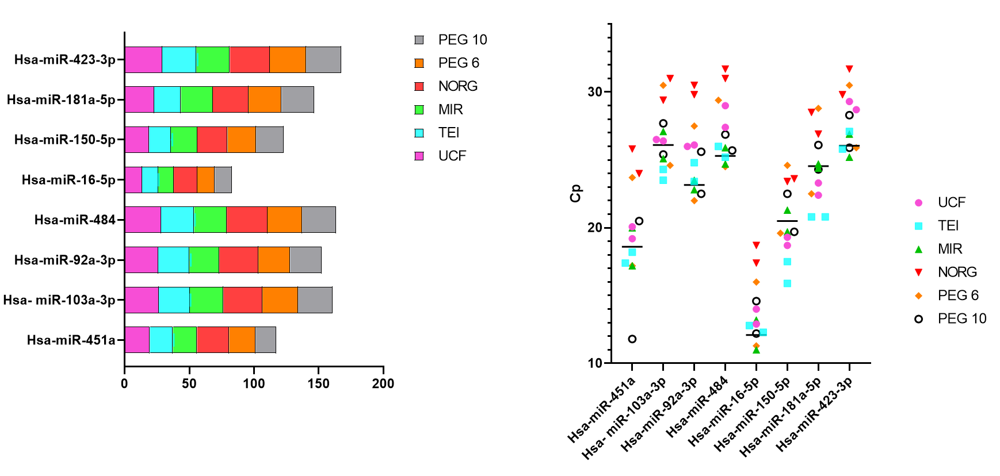 Hsa-miR-423-3p
Hsa-miR-181a-5p
Hsa-miR-150-5p
Hsa-miR-16-5p
Hsa-miR-484
Hsa-miR-92a-3p
Hsa- miR-103a-3p
Hsa-miR-451a
0 50 100 150 200
PEG 10
PEG 6
NORG
MIR
TEI
UCF
Cp
30
20
10
Hsa-miR-451a
Hsa- miR-103a-3p
Hsa-miR-92a-3p
Hsa-miR-484
Hsa-miR-16-5p
Hsa-miR-150-5p
Hsa-miR-181a-5p
Hsa-miR-423-3p
UCF
TEI
MIR
NORG
PEG 6
PEG 10